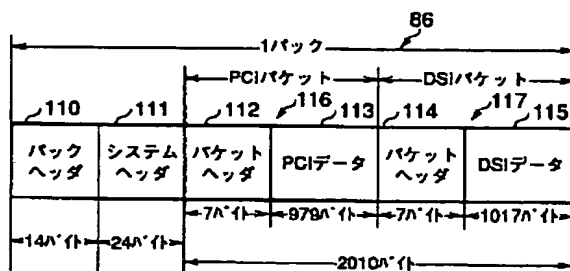 86
1パック
PCIパケット DSIパケット
110 111 112 116 113 114 117 115
パック
ヘッダ
システム
ヘッダ
パケット
ヘッダ
PCIデータ
パケット
ヘッダ
DSIデータ
7バイト 979バイト 7バイト 1017バイト
14バイト 24バイト 2010バイト